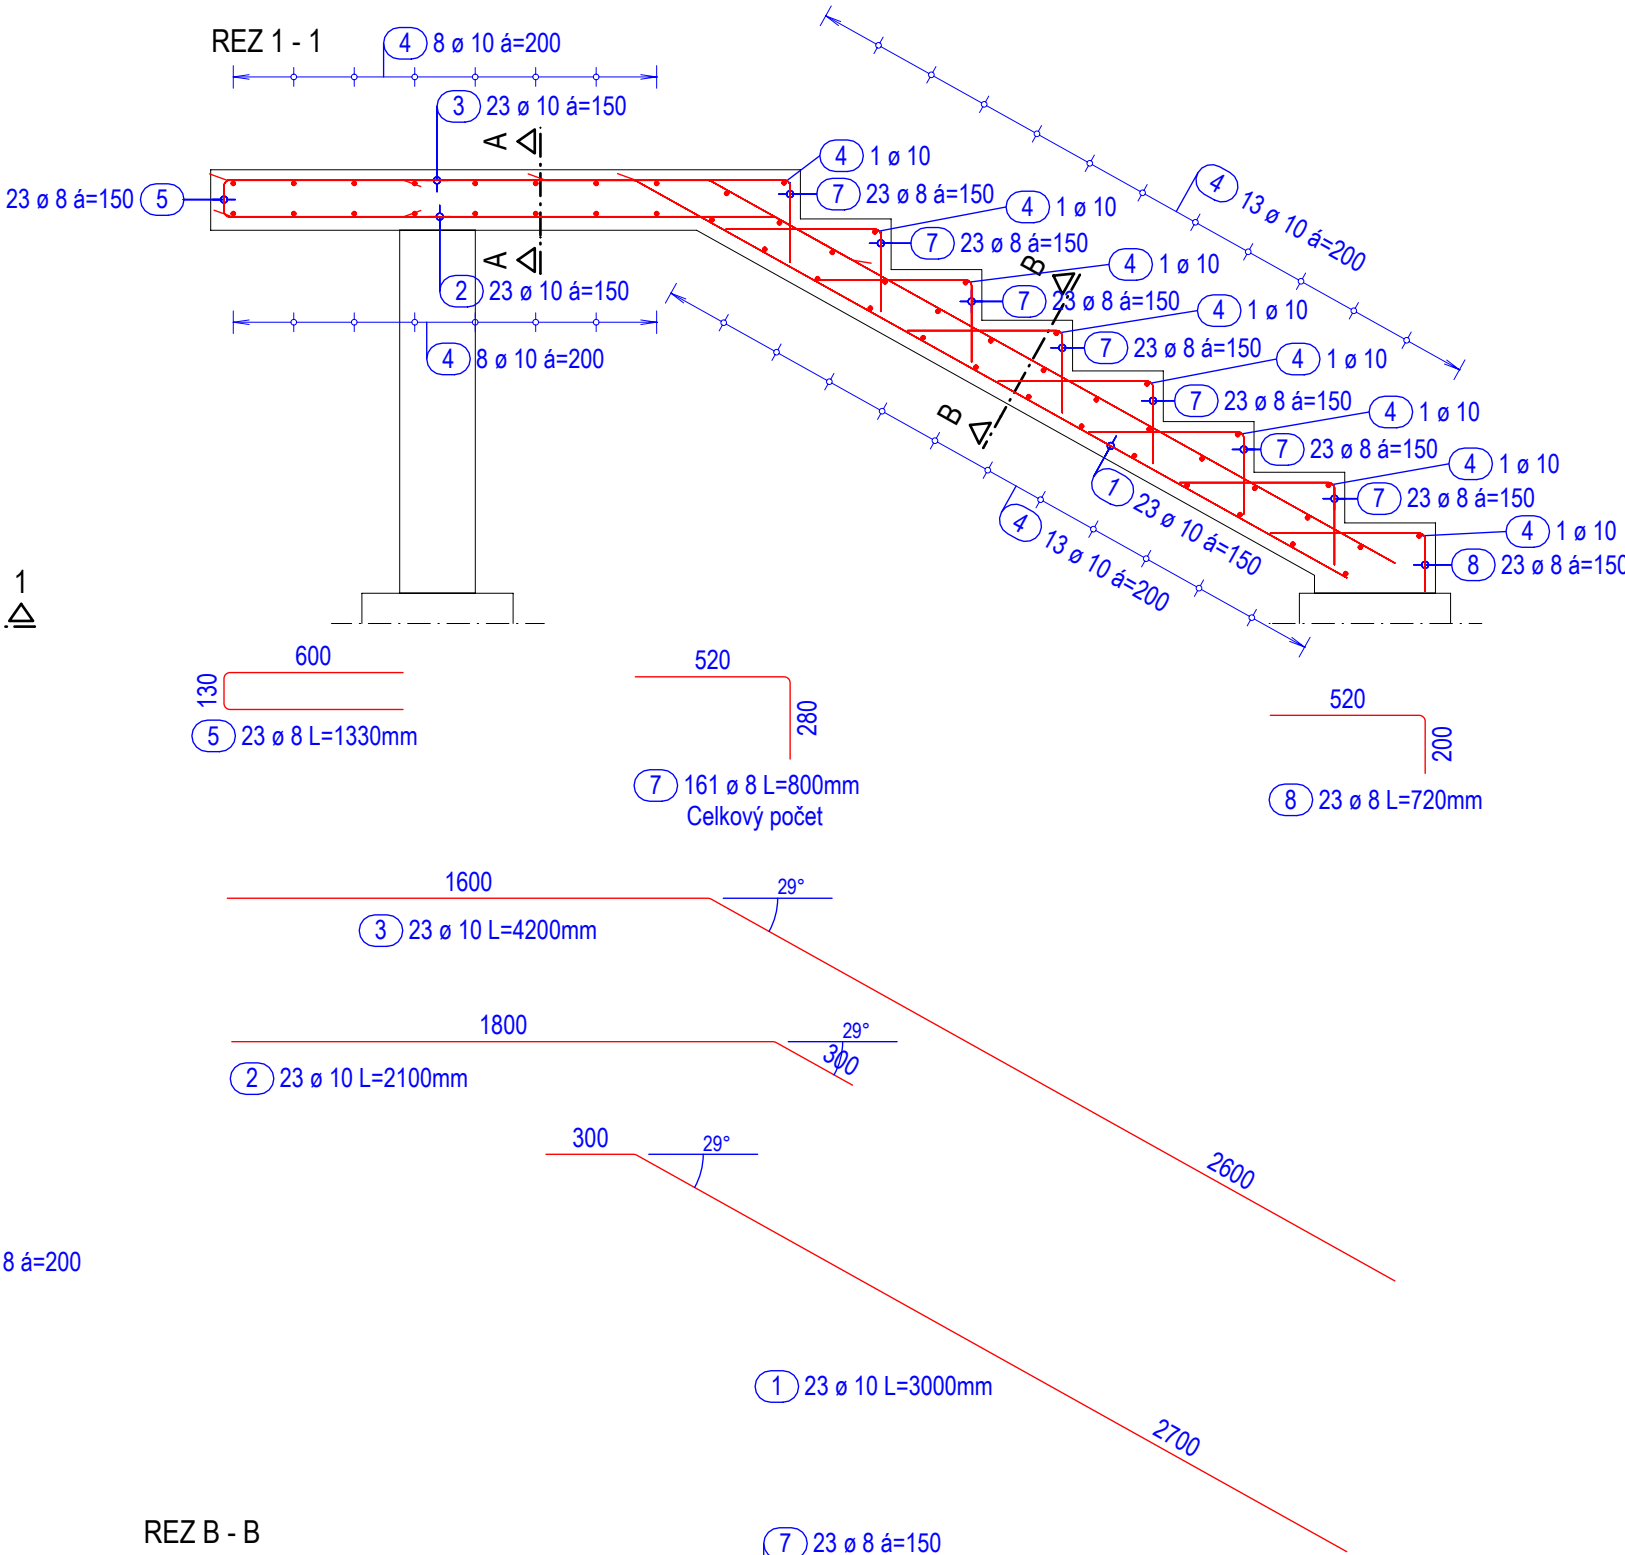 REZ 1 - 1
4 8 ø 10 á=200
3 23 ø 10 á=150
A
4 1 ø 10
23 ø 8 á=150 5
7 23 ø 8 á=150
4 13 ø 10 á=200
4 1 ø 10
7 23 ø 8 á=150
A
B
4 1 ø 10
2 23 ø 10 á=150
7 23 ø 8 á=150
4 1 ø 10
4 8 ø 10 á=200
7 23 ø 8 á=150
4 1 ø 10
7 23 ø 8 á=150
B
4 1 ø 10
7 23 ø 8 á=150
4 1 ø 10
1 23 ø 10 á=150
7 23 ø 8 á=150
4 13 ø 10 á=200
4 1 ø 10
8 23 ø 8 á=150
1
600
130
5 23 ø 8 L=1330mm
520
280
7 161 ø 8 L=800mm
Celkový počet
520
200
8 23 ø 8 L=720mm
1600
29°
3 23 ø 10 L=4200mm
2600
1800
29°
300
2 23 ø 10 L=2100mm
300
29°
8 á=200
1 23 ø 10 L=3000mm
2700
REZ B - B
7 23 ø 8 á=150